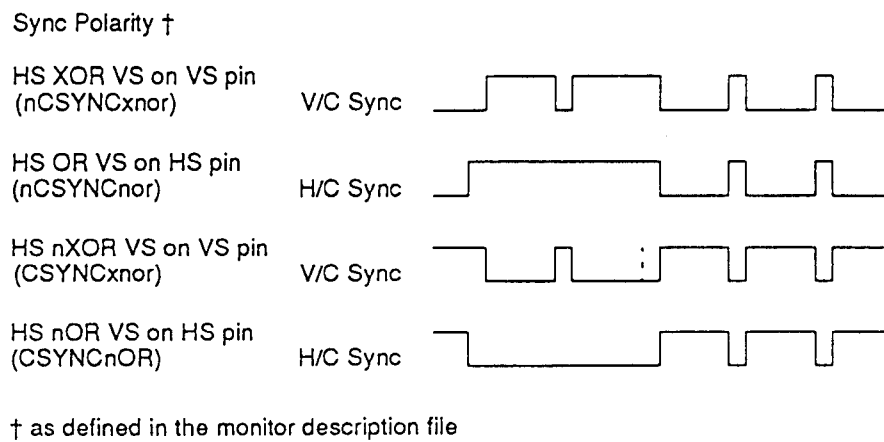 Sync Polarity †
HS XOR VS on VS pin
(nCSYNCxnor)
V/C Sync
HS OR VS on HS pin
(nCSYNCnor)
H/C Sync
HS nXOR VS on VS pin
(CSYNCxnor)
V/C Sync
HS nOR VS on HS pin
(CSYNCnOR)
H/C Sync
† as defined in the monitor description file